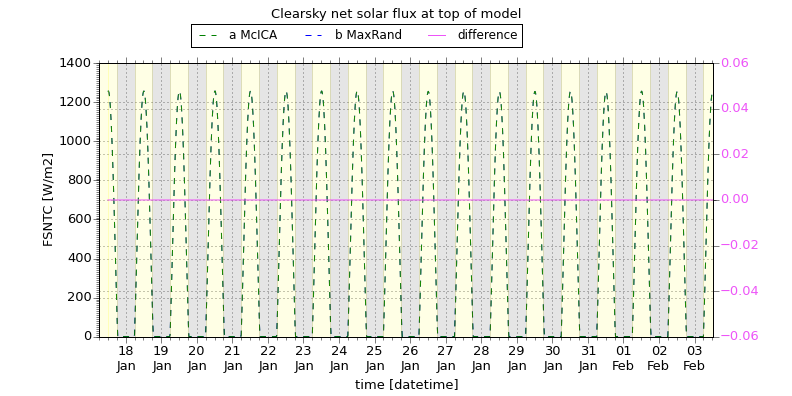 Clearsky net solar flux at top of model
a McICA b MaxRand difference
1400 0.06
1200 0.04
1000 0.02
800 0.00
600 −0.02
400 −0.04
200 −0.06
0
FSNTC [W/m2]
18 19 20 21 22 23 24 25 26 27 28 29 30 31 01 02 03
Jan Jan Jan Jan Jan Jan Jan Jan Jan Jan Jan Jan Jan Jan Feb Feb Feb
time [datetime]